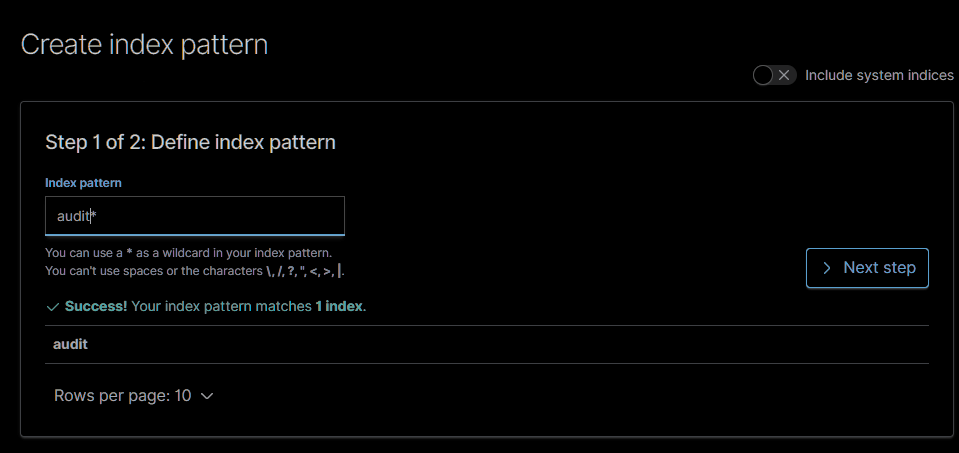 Create index pattern
Include system indices
Step 1 of 2: Define index pattern
Index pattern
audit*
You can use a * as a wildcard in your index pattern.
You can't use spaces or the characters \, /, ?, ", <, >, |.
Next step
Success! Your index pattern matches 1 index.
audit
Rows per page: 10